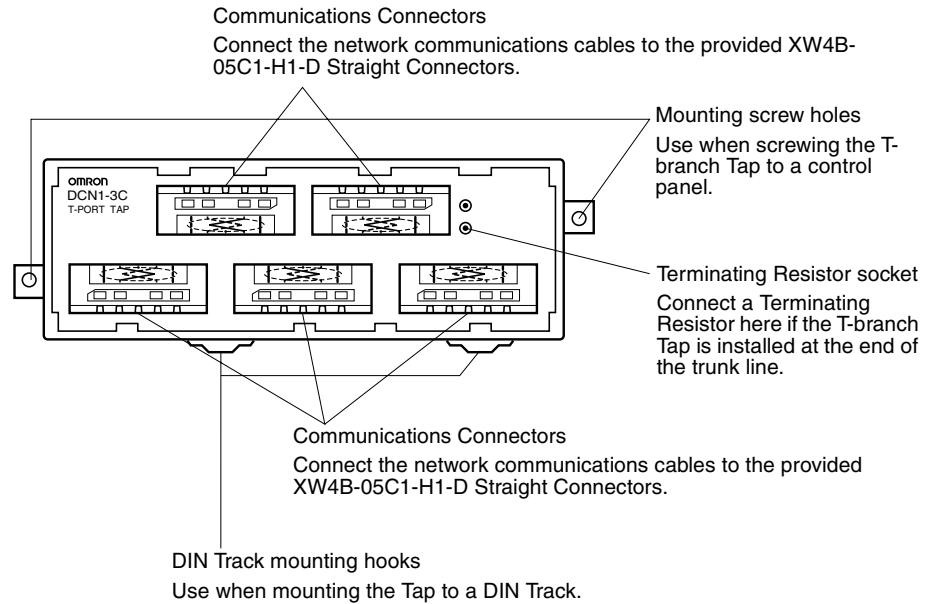 Communications Connectors
Connect the network communications cables to the provided XW4B-
05C1-H1-D Straight Connectors.
Mounting screw holes
Use when screwing the T-
branch Tap to a control
panel.
OMRON
DCN1-3C
T-PORT TAP
Terminating Resistor socket
Connect a Terminating
Resistor here if the T-branch
Tap is installed at the end of
the trunk line.
Communications Connectors
Connect the network communications cables to the provided
XW4B-05C1-H1-D Straight Connectors.
DIN Track mounting hooks
Use when mounting the Tap to a DIN Track.